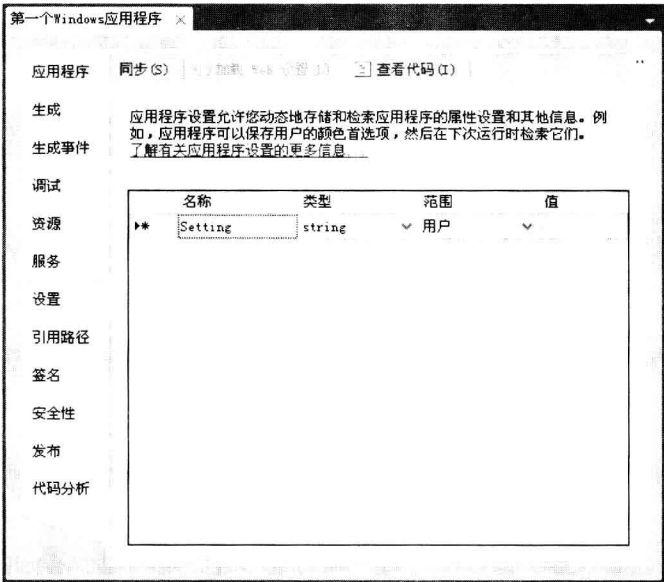 第一个Windows应用程序 ×
应用程序
生成
生成事件
调试
资源
服务
设置
引用路径
签名
安全性
发布
代码分析
同步(S)
查看代码(I)
应用程序设置允许您动态地存储和检索应用程序的属性设置和其他信息。例
如，应用程序可以保存用户的颜色首选项，然后在下次运行时检索它们。
了解有关应用程序设置的更多信息...
名称 类型 范围 值
Setting string 用户